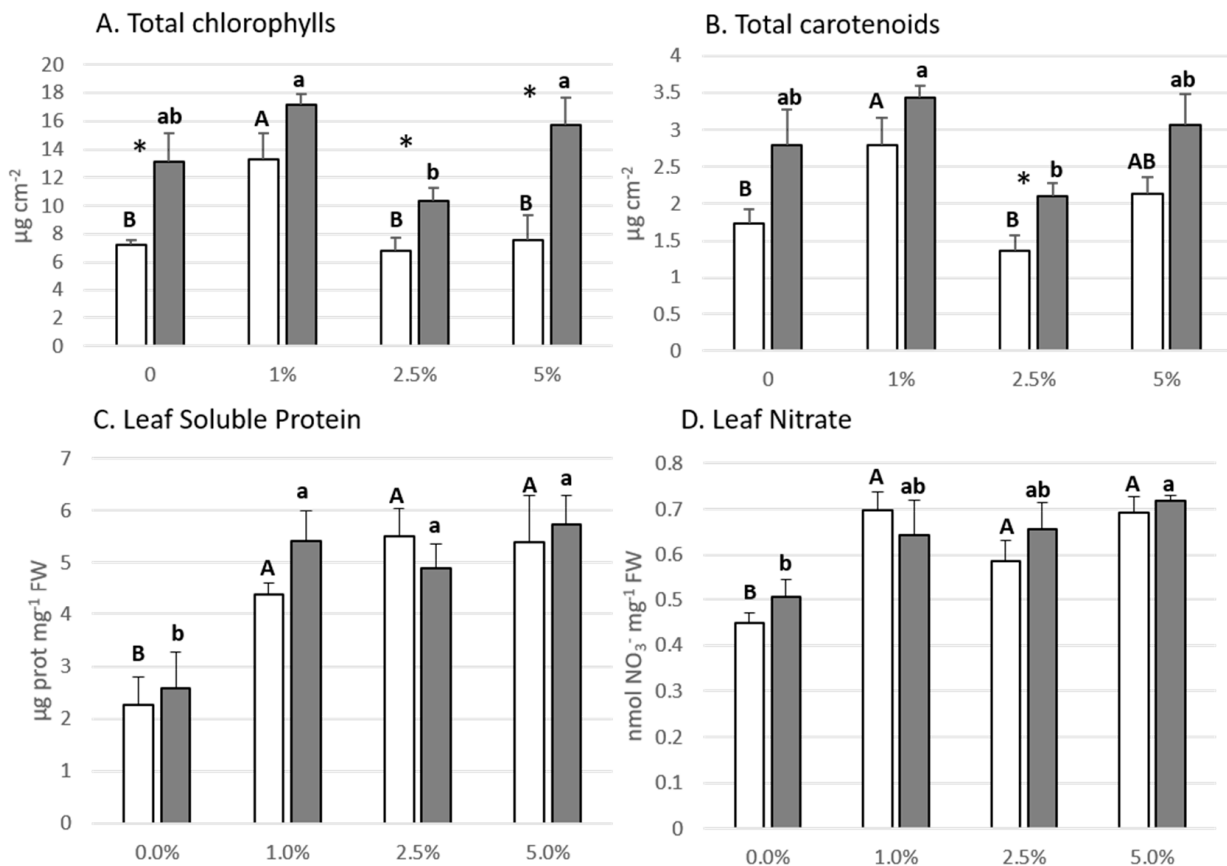 A. Total chlorophylls
20
18
16
14
12
10
8
6
4
2
0
µg cm-2
B
*
ab
A
a
B
*
b
B
*
a
0
1%
2.5%
5%
B. Total carotenoids
4
3.5
3
2.5
2
1.5
1
0.5
0
µg cm-2
B
ab
A
a
B
*
b
AB
ab
0
1%
2.5%
5%
C. Leaf Soluble Protein
7
6
5
4
3
2
1
0
µg prot mg-1 FW
B
b
A
a
A
a
A
a
0.0%
1.0%
2.5%
5.0%
D. Leaf Nitrate
0.8
0.7
0.6
0.5
0.4
0.3
0.2
0.1
0
nmol NO3- mg-1 FW
B
b
A
ab
A
ab
A
a
0.0%
1.0%
2.5%
5.0%